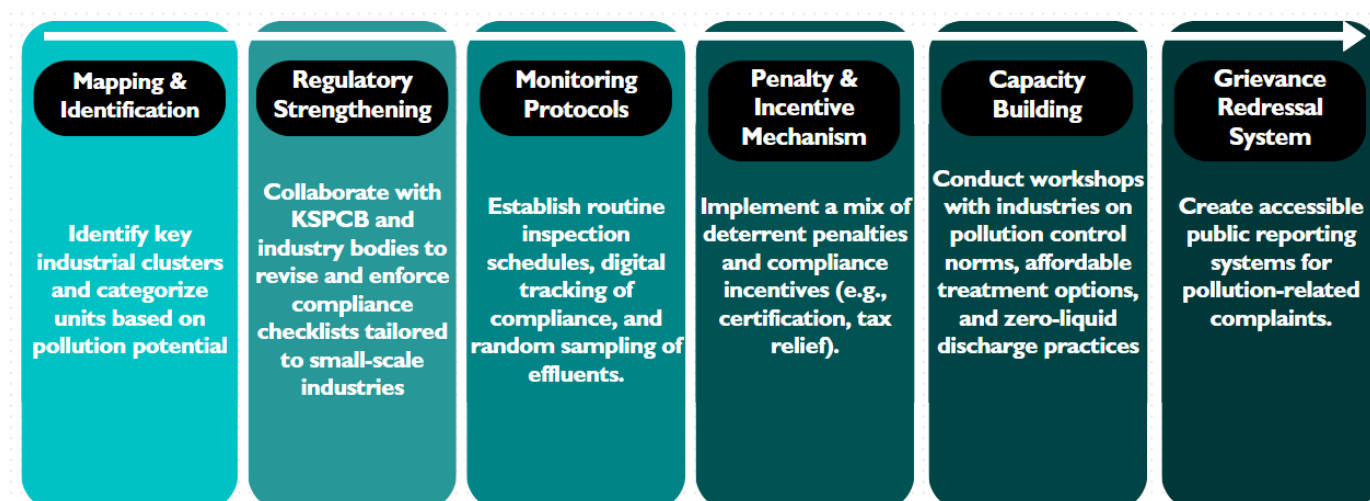 Mapping &
Identification
Identify key
industrial clusters
and categorize
units based on
pollution potential
Regulatory
Strengthening
Collaborate with
KSPCB and
industry bodies to
revise and enforce
compliance
checklists tailored
to small-scale
industries
Monitoring
Protocols
Establish routine
inspection
schedules, digital
tracking of
compliance, and
random sampling of
effluents.
Penalty &
Incentive
Mechanism
Implement a mix of
deterrent penalties
and compliance
incentives (e.g.,
certification, tax
relief).
Capacity
Building
Conduct workshops
with industries on
pollution control
norms, affordable
treatment options,
and zero-liquid
discharge practices
Grievance
Redressal
System
Create accessible
public reporting
systems for
pollution-related
complaints.